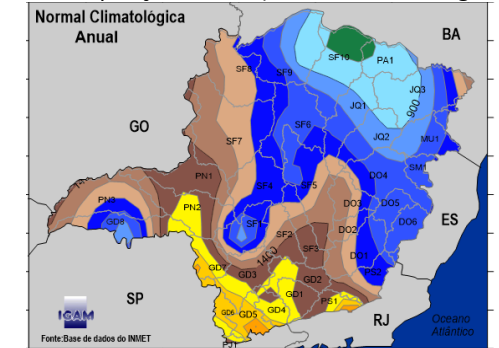 Normal Climatológica
Anual
BA
GO
ES
SP
RJ
Oceano
Atlântico
SF10
PA1
SF8
SF9
JQ3
JQ1
900
SF6
JQ2
MU1
SF7
SM1
DO4
PN1
SF4
SF5
PN3
PN2
DO3
DO5
GD8
SF1
SF2
DO2
DO6
1400
SF3
DO1
GD7
GD3
GD2
PS2
GD1
PS1
GD6
GD5
GD4
PJ1
IGAM
Fonte:Base de dados do INMET